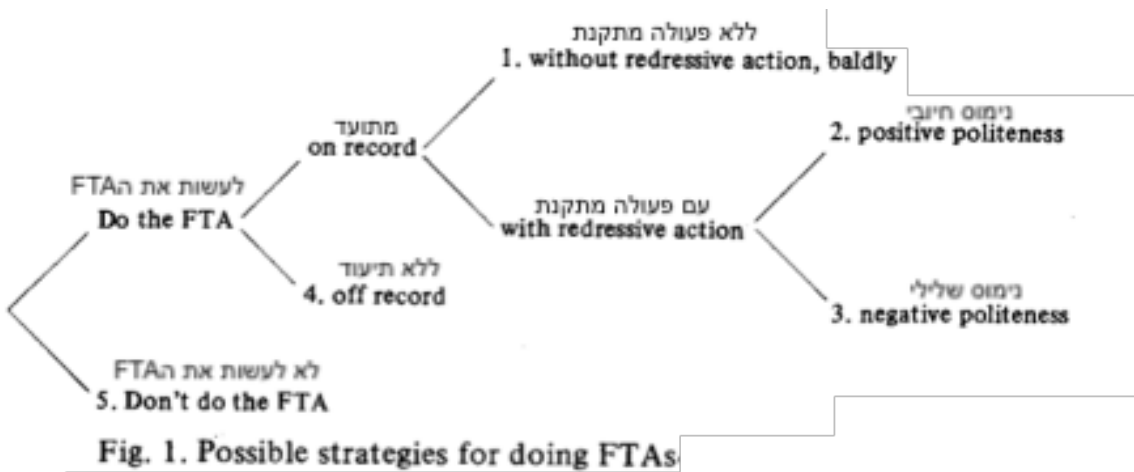 ללא פעולה מתקנת
1. without redressive action, baldly
מתועד
on record
נימוס חיובי
2. positive politeness
לעשות את הFTA
Do the FTA
עם פעולה מתקנת
with redressive action
ללא תיעוד
4. off record
נימוס שלילי
3. negative politeness
לא לעשות את הFTA
5. Don't do the FTA
Fig. 1. Possible strategies for doing FTAs